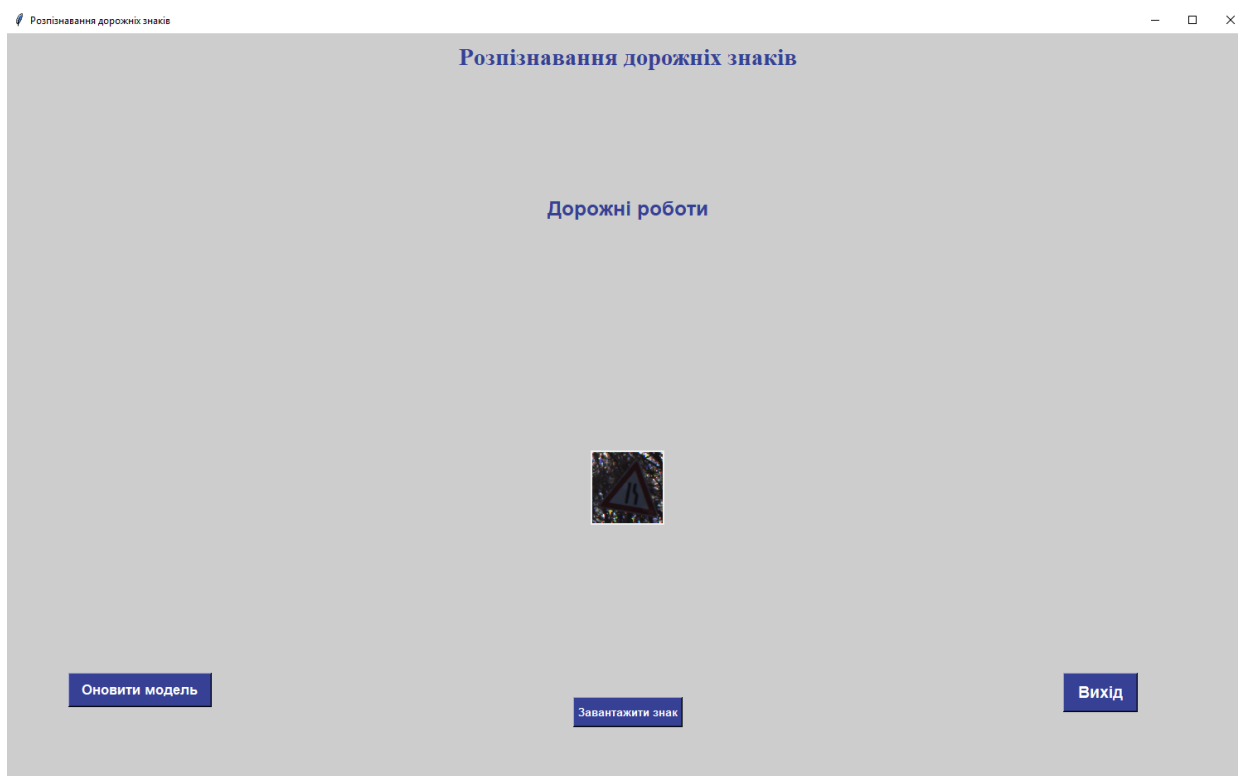 Розпізнавання дорожніх знаків
Розпізнавання дорожніх знаків
Дорожні роботи
Оновити модель
Завантажити знак
Вихід